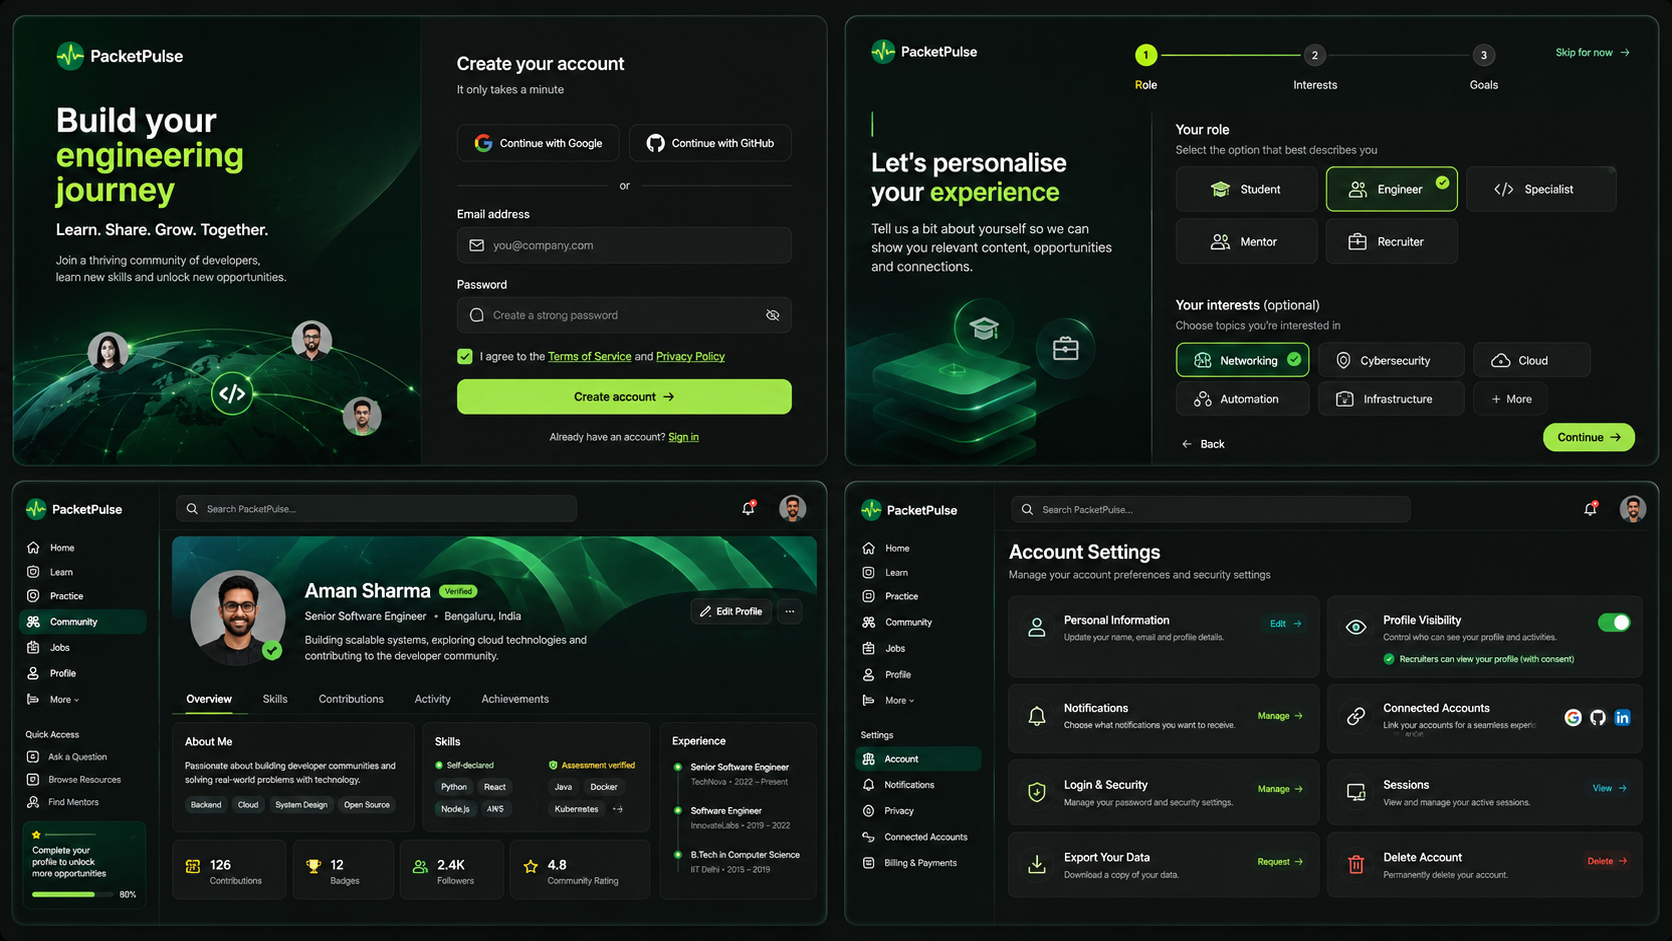 PacketPulse
Build your
engineering
journey
Learn. Share. Grow. Together.
Join a thriving community of developers,
learn new skills and unlock new opportunities.
</>
Create your account
It only takes a minute
Continue with Google
Continue with GitHub
or
Email address
you@company.com
Password
Create a strong password
I agree to the Terms of Service and Privacy Policy
Create account →
Already have an account? Sign in
PacketPulse
1
2
3
Role
Interests
Goals
Skip for now →
Let's personalise
your experience
Tell us a bit about yourself so we can
show you relevant content, opportunities
and connections.
Your role
Select the option that best describes you
Student
Engineer
</> Specialist
Mentor
Recruiter
Your interests (optional)
Choose topics you're interested in
Networking
Cybersecurity
Cloud
Automation
Infrastructure
+ More
← Back
Continue →
PacketPulse
Search PacketPulse...
Home
Learn
Practice
Community
Jobs
Profile
More
Quick Access
Ask a Question
Browse Resources
Find Mentors
Complete your
profile to unlock
more opportunities
80%
Aman Sharma
Verified
Senior Software Engineer • Bengaluru, India
Building scalable systems, exploring cloud technologies and
contributing to the developer community.
Edit Profile
...
Overview
Skills
Contributions
Activity
Achievements
About Me
Passionate about building developer communities and
solving real-world problems with technology.
Backend
Cloud
System Design
Open Source
Skills
Self-declared
Assessment verified
Python
React
Java
Docker
Node.js
AWS
Kubernetes
Experience
Senior Software Engineer
TechNova • 2022 – Present
Software Engineer
InnovateLabs • 2019 – 2022
B.Tech in Computer Science
IIT Delhi • 2015 – 2019
126
Contributions
12
Badges
2.4K
Followers
4.8
Community Rating
PacketPulse
Search PacketPulse...
Home
Learn
Practice
Community
Jobs
Profile
More
Settings
Account
Notifications
Privacy
Connected Accounts
Billing & Payments
Account Settings
Manage your account preferences and security settings
Personal Information
Update your name, email and profile details.
Edit →
Profile Visibility
Control who can see your profile and activities.
Recruiters can view your profile (with consent)
Notifications
Choose what notifications you want to receive.
Manage →
Connected Accounts
Link your accounts for a seamless
in
Login & Security
Manage your password and security settings.
Manage →
Sessions
View and manage your active sessions.
View →
Export Your Data
Download a copy of your data.
Request →
Delete Account
Permanently delete your account.
Delete →